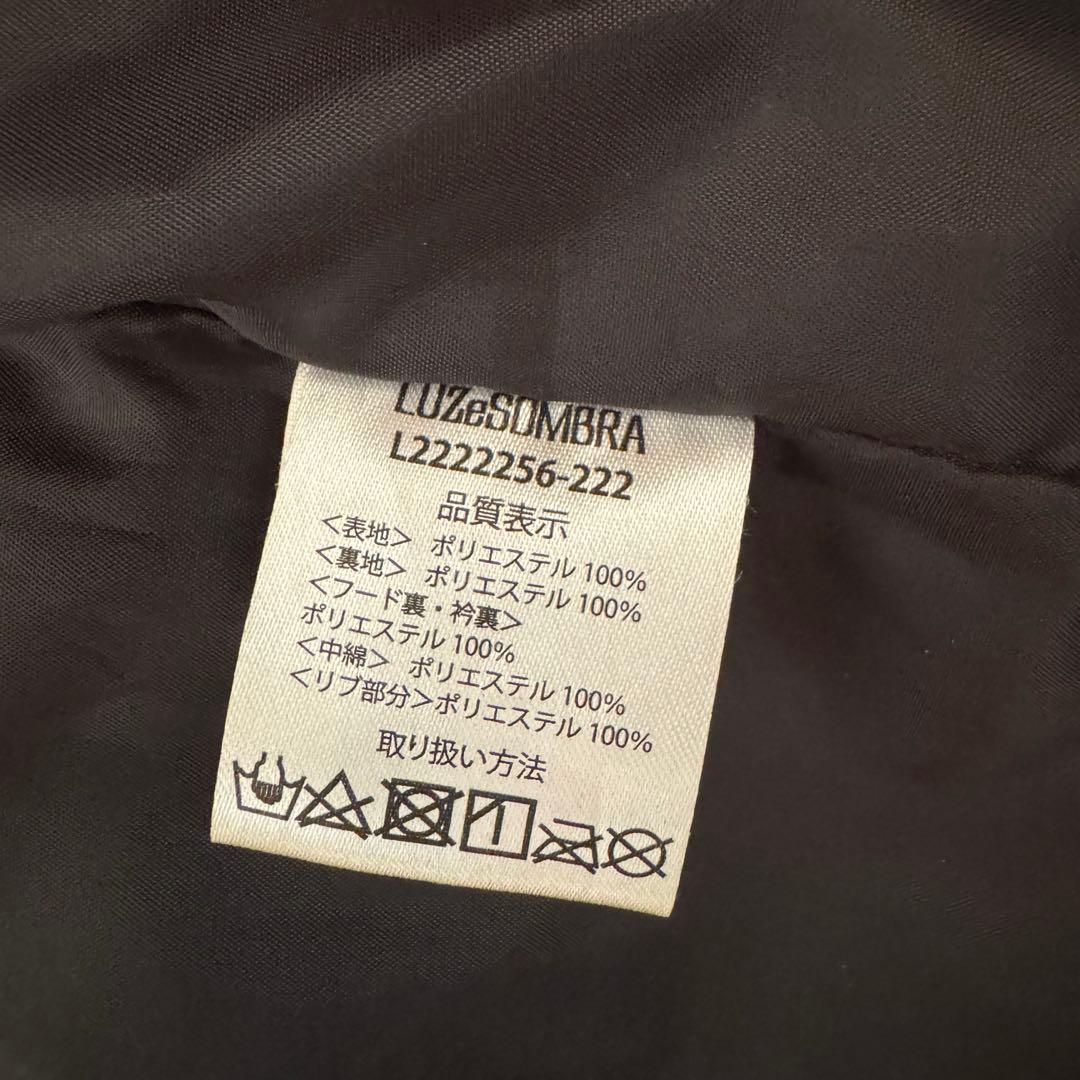 LUZeSOMBRA
L2222256-222
品質表示
＜表地＞ ポリエステル 100%
＜裏地＞ ポリエステル 100%
＜フード裏・衿裏＞
ポリエステル 100%
＜中綿＞ ポリエステル 100%
＜リブ部分＞ポリエステル 100%
取り扱い方法